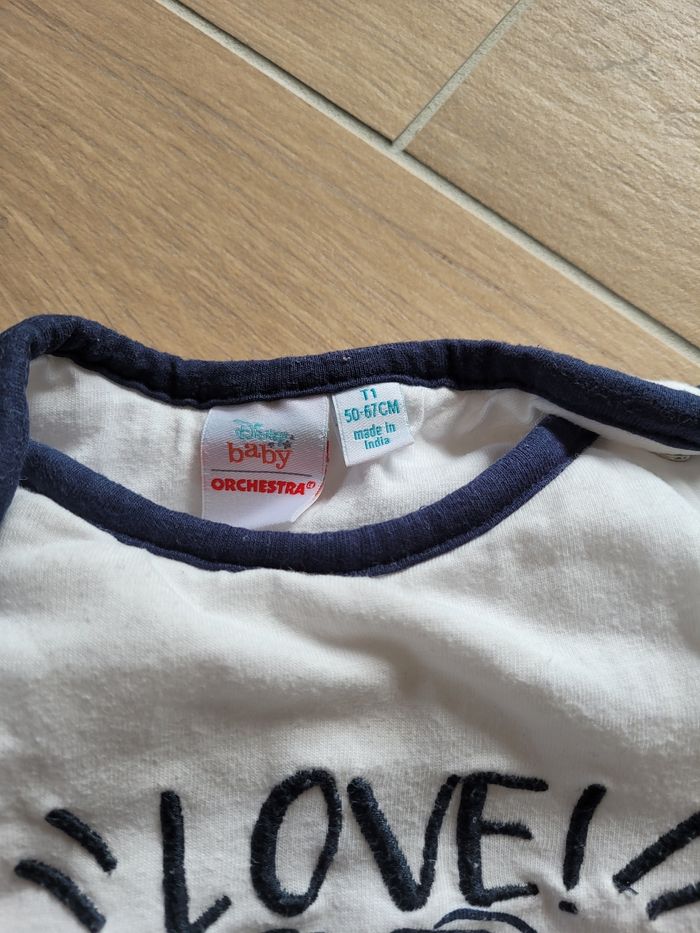 Disney
baby
ORCHESTRA
T1
50-67CM
made in
India
LOVE!